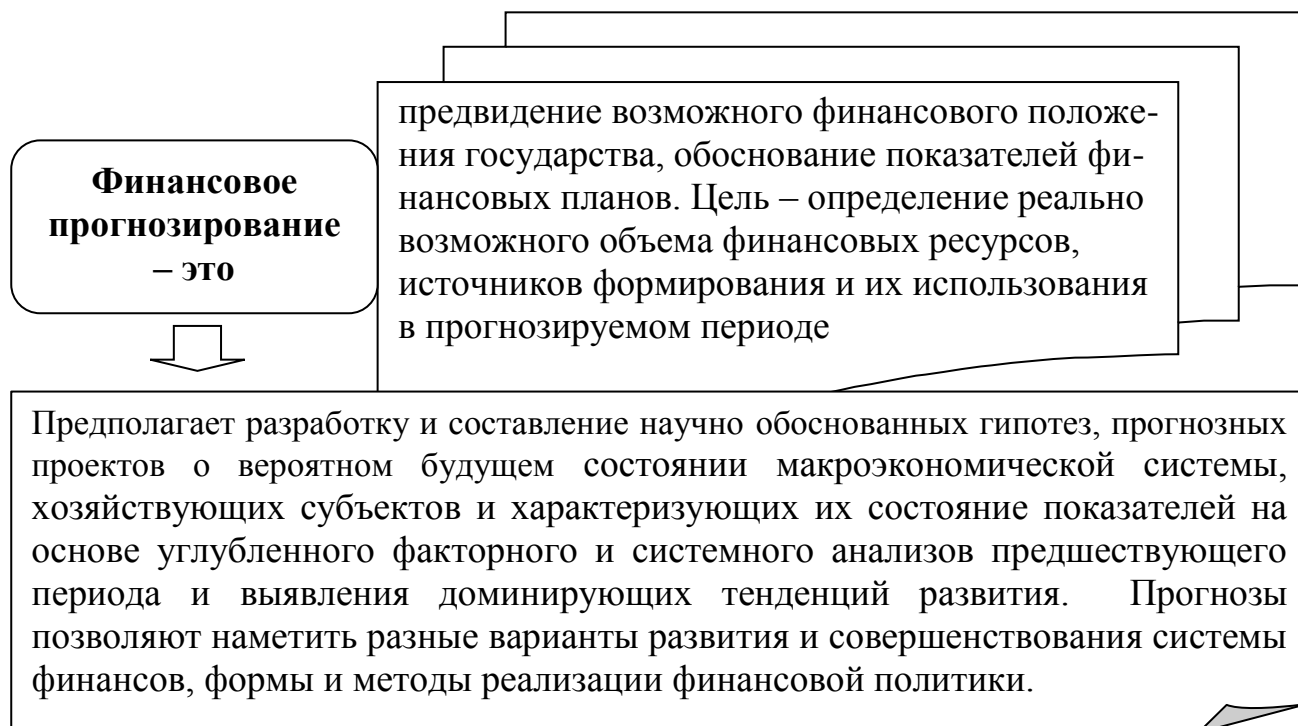 Финансовое
прогнозирование
– это
предвидение возможного финансового положе-
ния государства, обоснование показателей фи-
нансовых планов. Цель – определение реально
возможного объема финансовых ресурсов,
источников формирования и их использования
в прогнозируемом периоде
Предполагает разработку и составление научно обоснованных гипотез, прогнозных
проектов о вероятном будущем состоянии макроэкономической системы,
хозяйствующих субъектов и характеризующих их состояние показателей на
основе углубленного факторного и системного анализов предшествующего
периода и выявления доминирующих тенденций развития. Прогнозы
позволяют наметить разные варианты развития и совершенствования системы
финансов, формы и методы реализации финансовой политики.